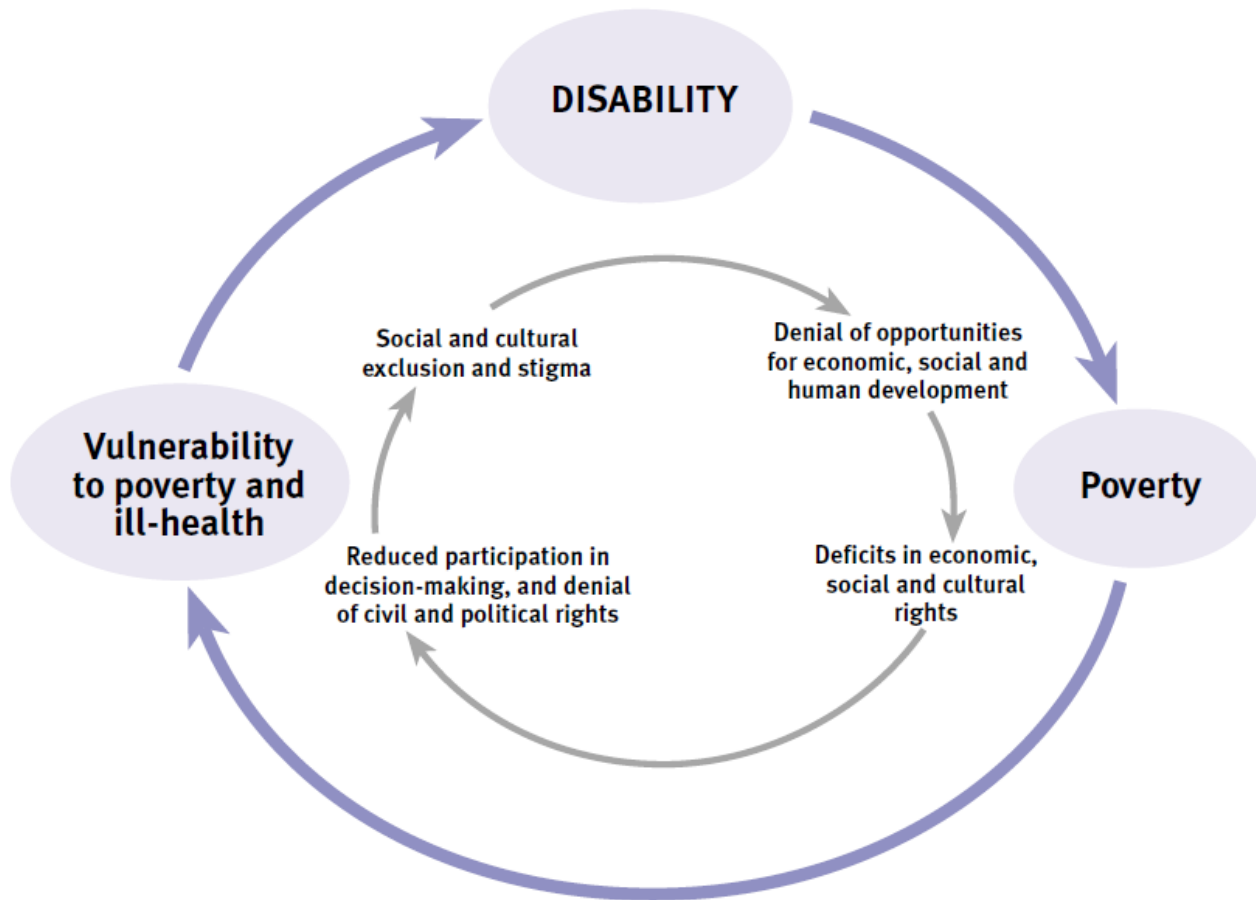 DISABILITY
Social and cultural
exclusion and stigma
Denial of opportunities
for economic, social and
human development
Vulnerability
to poverty and
ill-health
Poverty
Reduced participation in
decision-making, and denial
of civil and political rights
Deficits in economic,
social and cultural
rights